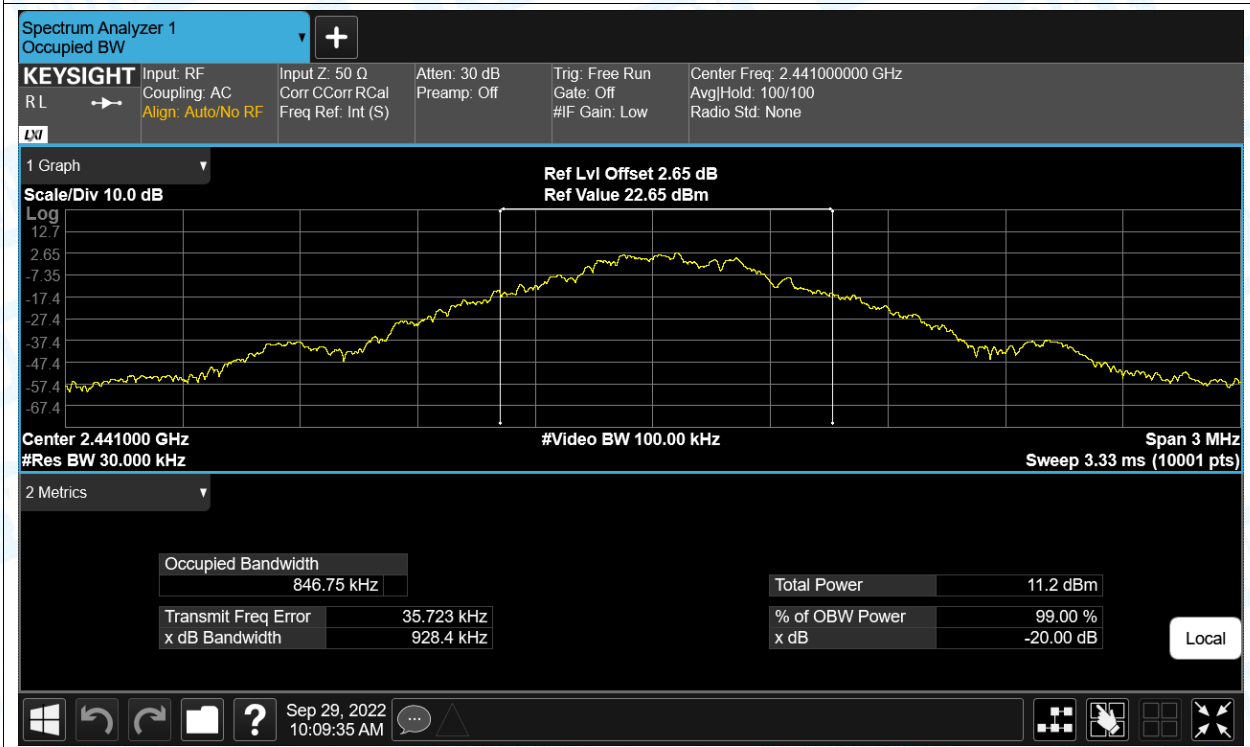 Spectrum Analyzer 1
Occupied BW
KEYSIGHT
R L
LXI
Input: RF
Coupling: AC
Align: Auto/No RF
Input Z: 50 Ω
Corr CCorr RCal
Freq Ref: Int (S)
Atten: 30 dB
Preamp: Off
Trig: Free Run
Gate: Off
#IF Gain: Low
Center Freq: 2.441000000 GHz
Avg|Hold: 100/100
Radio Std: None
1 Graph
Scale/Div 10.0 dB
Ref Lvl Offset 2.65 dB
Ref Value 22.65 dBm
Log
12.7
2.65
-7.35
-17.4
-27.4
-37.4
-47.4
-57.4
-67.4
Center 2.441000 GHz
#Res BW 30.000 kHz
#Video BW 100.00 kHz
Span 3 MHz
Sweep 3.33 ms (10001 pts)
2 Metrics
Occupied Bandwidth
846.75 kHz
Transmit Freq Error 35.723 kHz
x dB Bandwidth 928.4 kHz
Total Power 11.2 dBm
% of OBW Power 99.00 %
x dB -20.00 dB
Local
?
Sep 29, 2022
10:09:35 AM